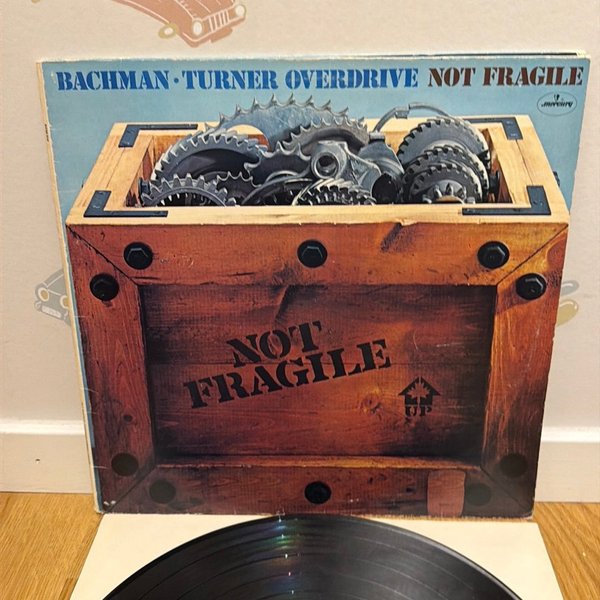 BACHMAN · TURNER OVERDRIVE NOT FRAGILE
mercury
NOT
FRAGILE
UP